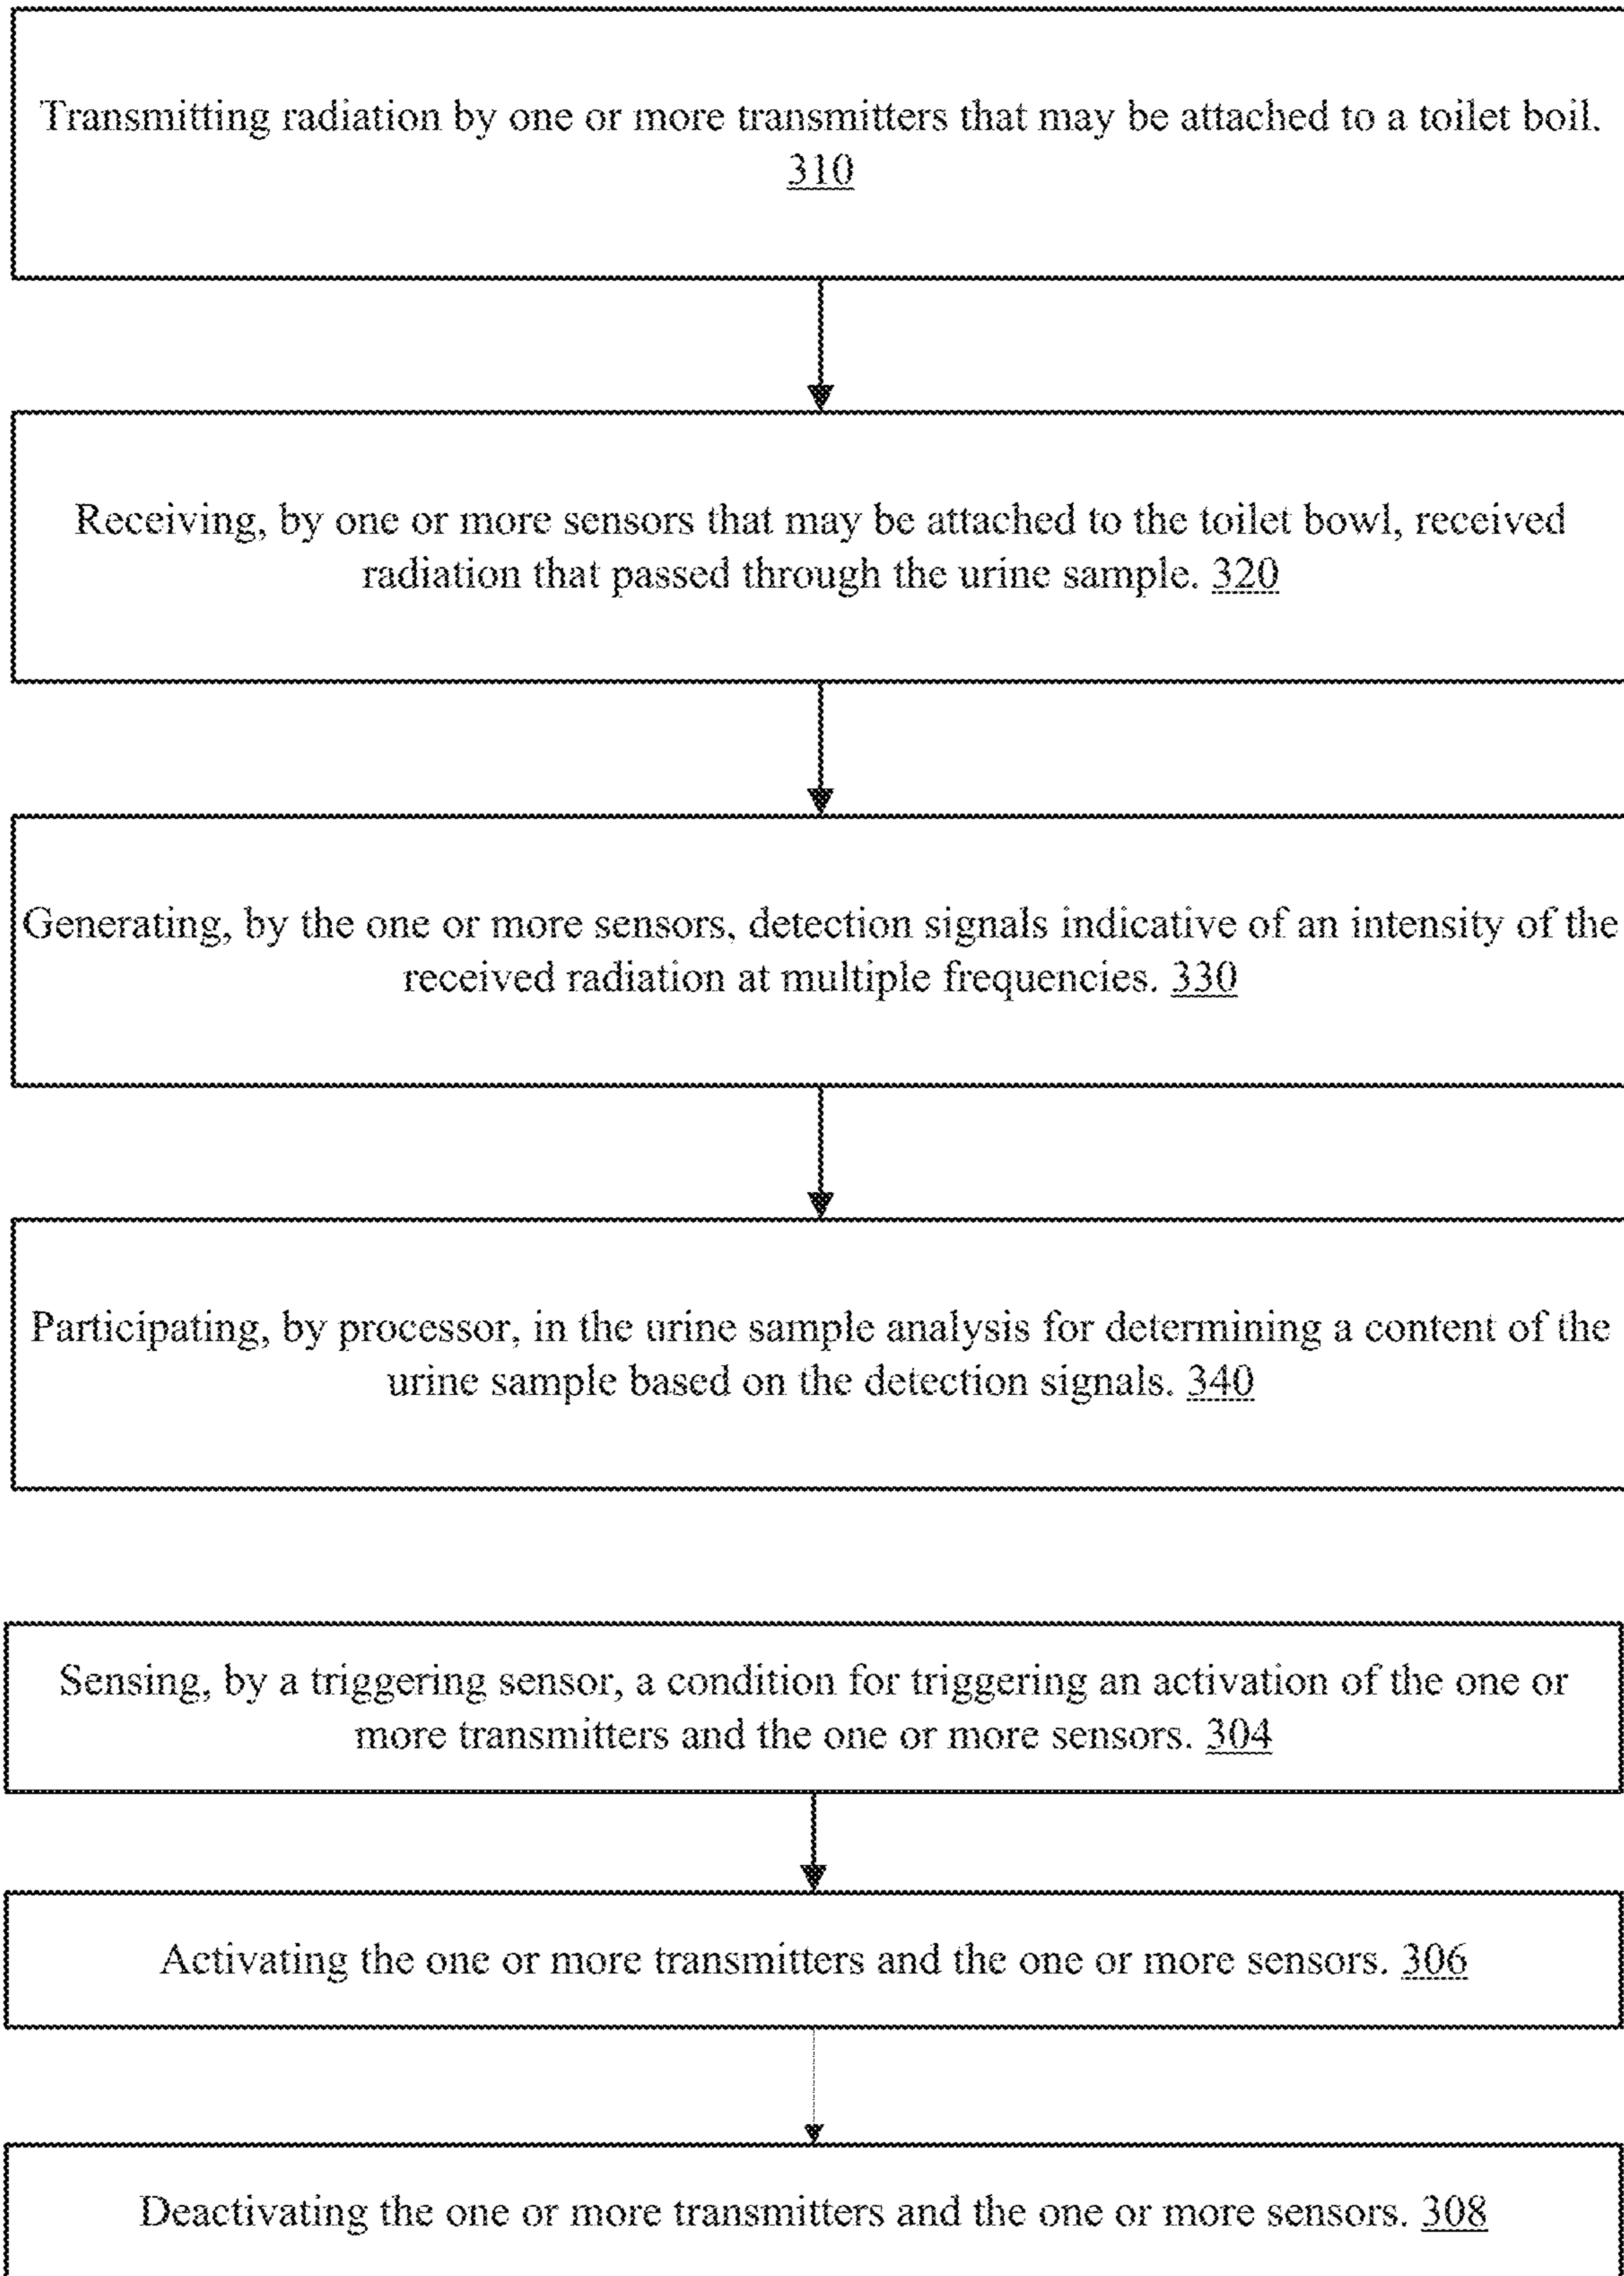 Transmitting radiation by one or more transmitters that may be attached to a toilet boil.
310
Receiving, by one or more sensors that may be attached to the toilet bowl, received
radiation that passed through the urine sample. 320
Generating, by the one or more sensors, detection signals indicative of an intensity of the
received radiation at multiple frequencies. 330
Participating, by processor, in the urine sample analysis for determining a content of the
urine sample based on the detection signals. 340
Sensing, by a triggering sensor, a condition for triggering an activation of the one or
more transmitters and the one or more sensors. 304
Activating the one or more transmitters and the one or more sensors. 306
Deactivating the one or more transmitters and the one or more sensors. 308